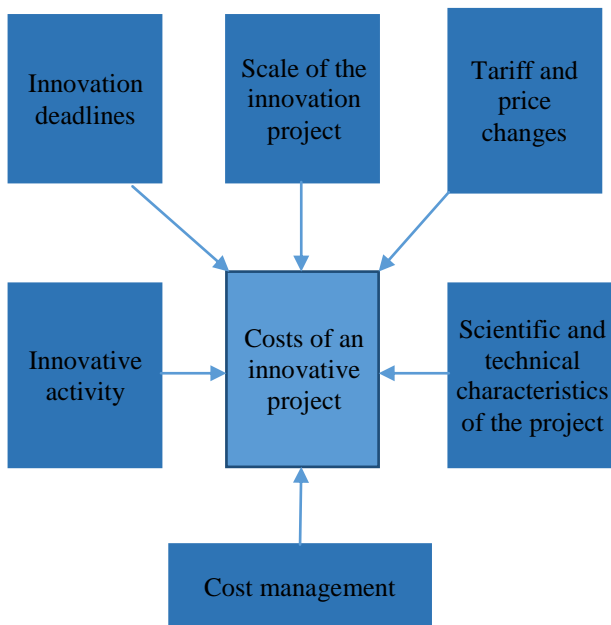 Innovation
deadlines
Scale of the
innovation
project
Tariff and
price
changes
Innovative
activity
Costs of an
innovative
project
Scientific and
technical
characteristics
of the project
Cost management